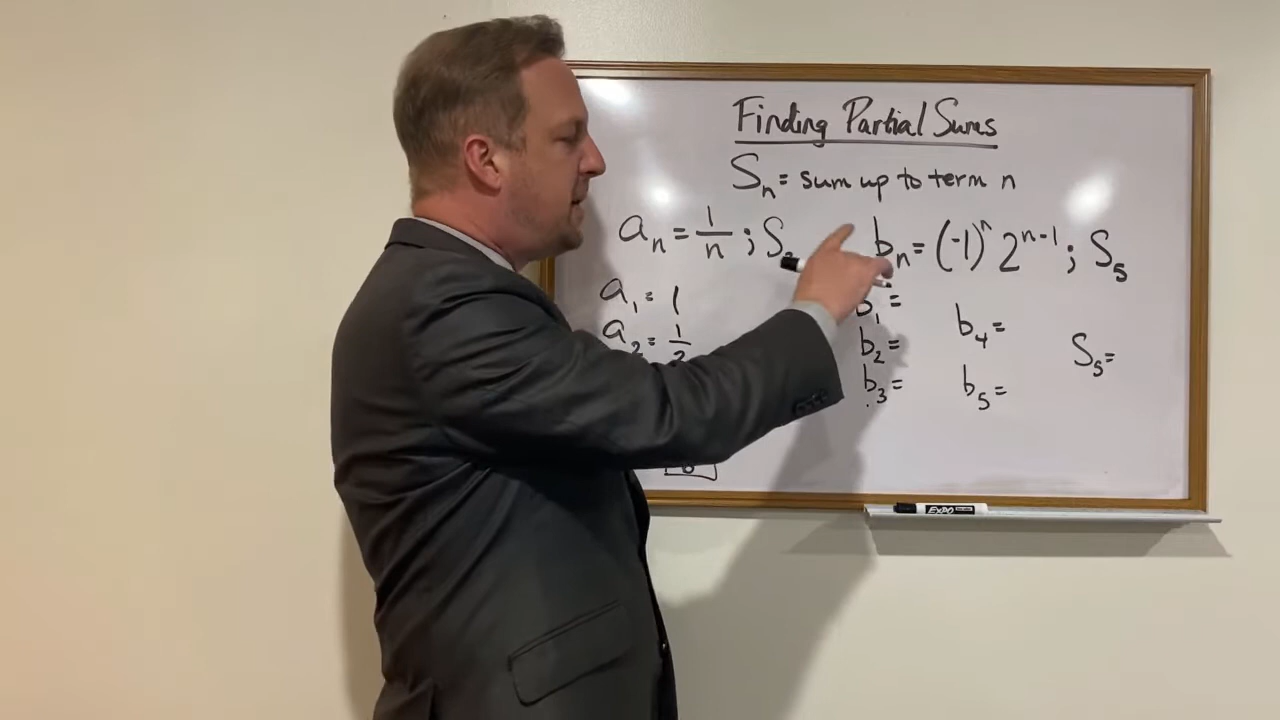 Finding Partial Sums
Sₙ = sum up to term n
aₙ = 1/n ; S
a₁ = 1
a₂ = 1/2
bₙ = (-1)ⁿ 2ⁿ⁻¹ ; S₅
b₁ =
b₂ =
b₃ =
b₄ =
b₅ =
S₅ =
EXPO